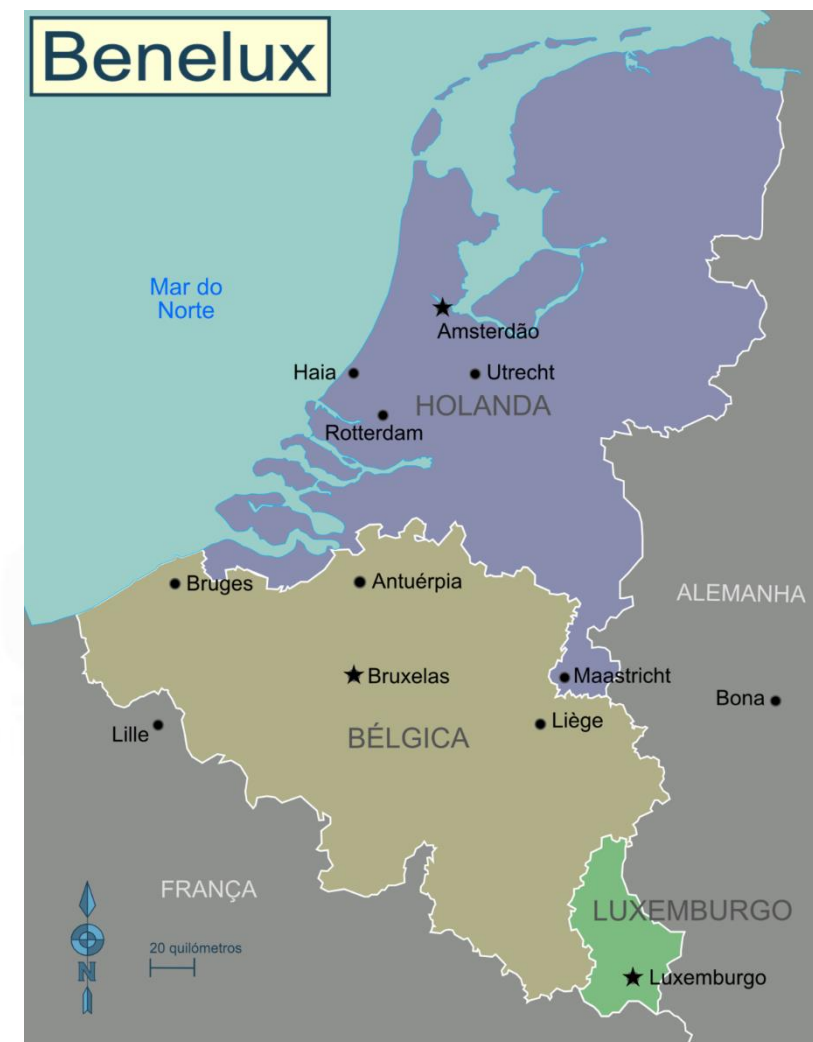 Benelux
Mar do
Norte
Amsterdão
Haia
Utrecht
HOLANDA
Rotterdam
Bruges
Antuérpia
ALEMANHA
Bruxelas
Maastricht
Bona
Lille
Liège
BÉLGICA
FRANÇA
LUXEMBURGO
20 quilómetros
N
Luxemburgo